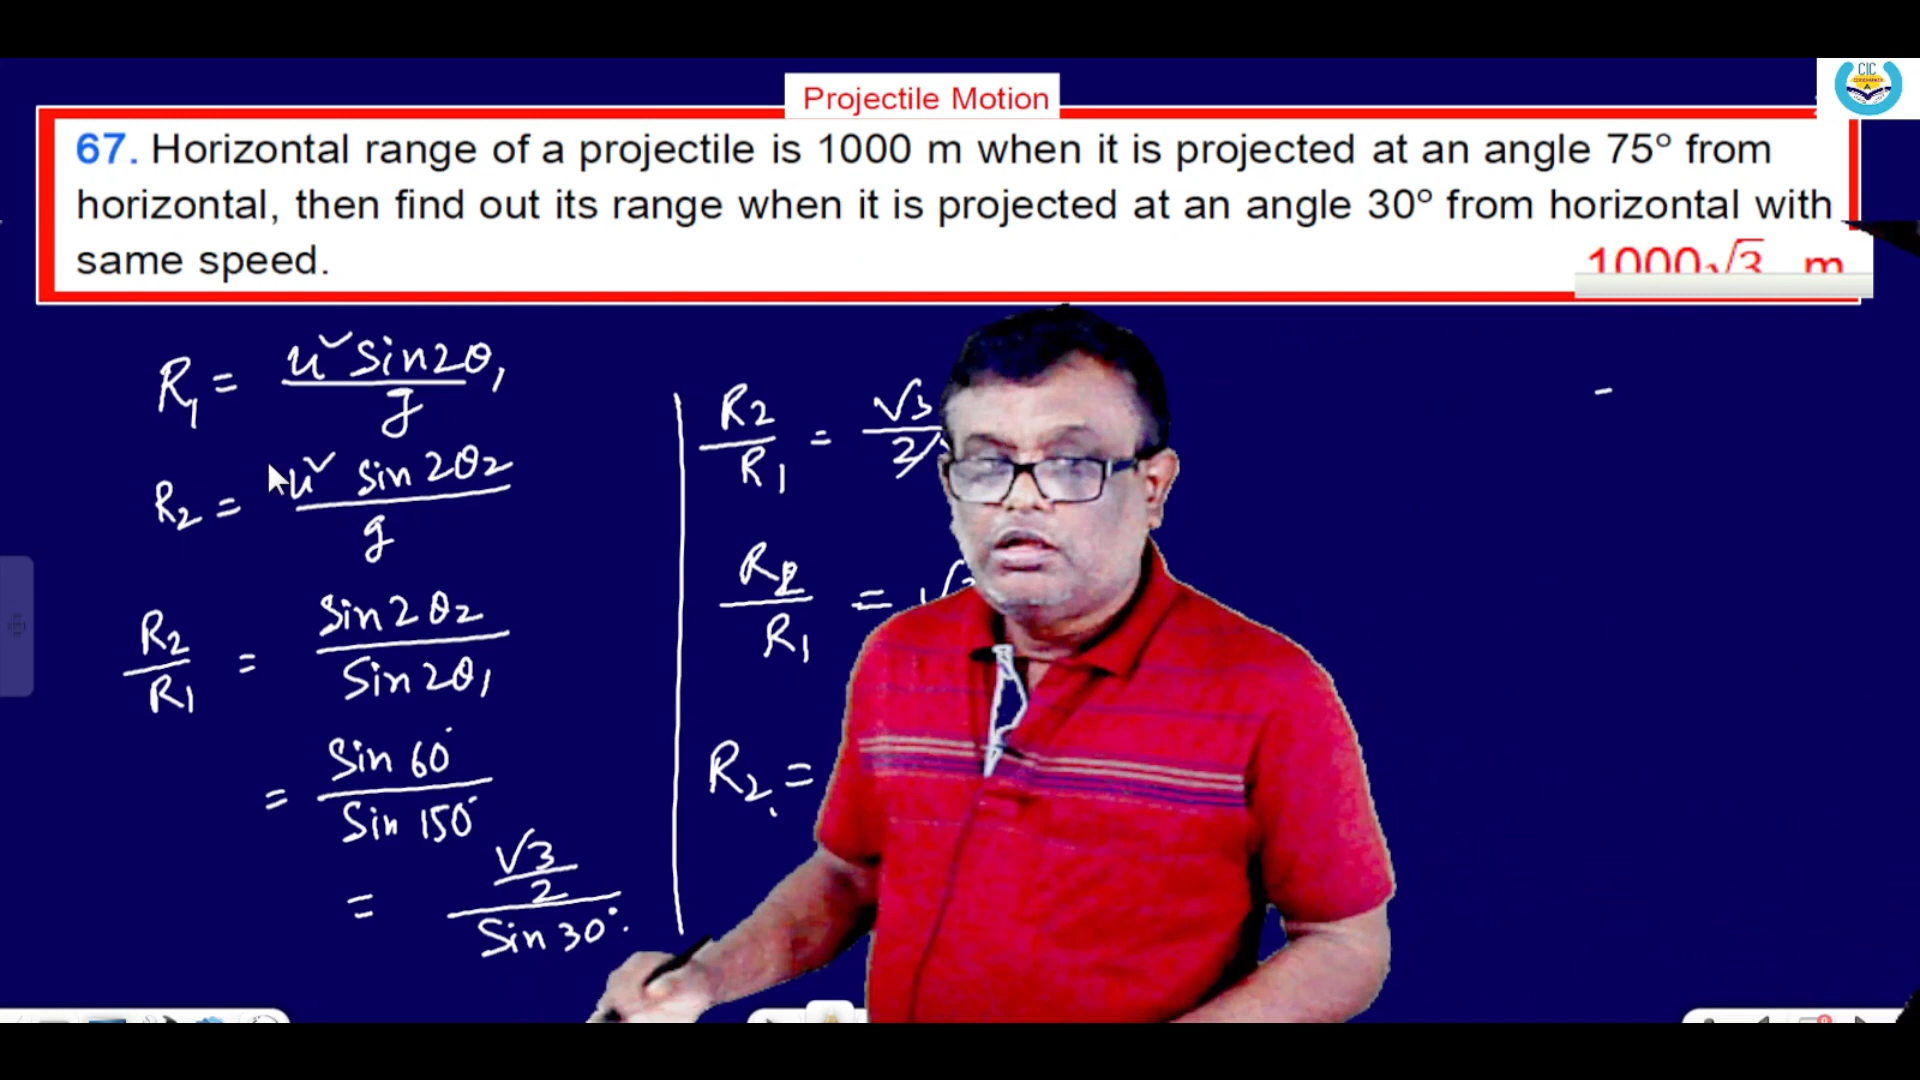 CIC
Projectile Motion
67. Horizontal range of a projectile is 1000 m when it is projected at an angle 75° from
horizontal, then find out its range when it is projected at an angle 30° from horizontal with
same speed.
1000√3 m
R₁ = u² Sin2θ₁ / g
R₂ = u² Sin 2θ₂ / g
R₂ / R₁ = Sin 2θ₂ / Sin 2θ₁
= Sin 60° / Sin 150°
= √3/2 / Sin 30°
R₂ / R₁ = √3 / 2
R₂ / R₁ = √
R₂ =